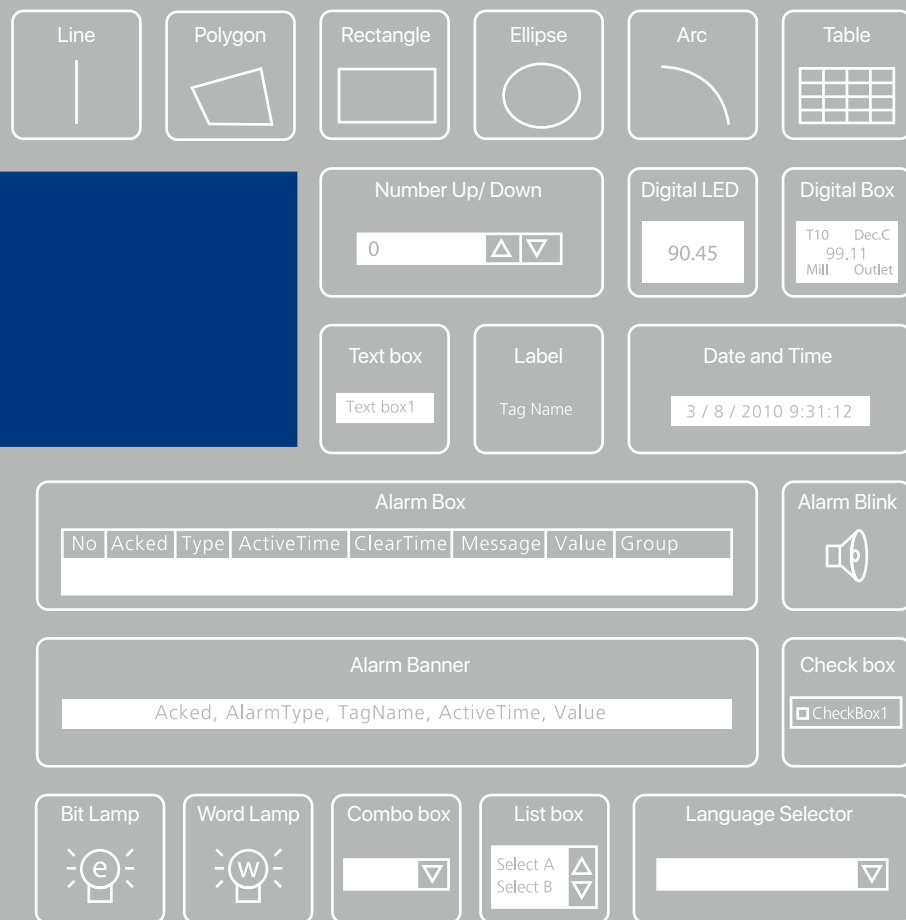 Line
Polygon
Rectangle
Ellipse
Arc
Table
Number Up/ Down
0
Digital LED
90.45
Digital Box
T10 Dec.C
99.11
Mill Outlet
Text box
Text box1
Label
Tag Name
Date and Time
3 / 8 / 2010 9:31:12
Alarm Box
No Acked Type ActiveTime ClearTime Message Value Group
Alarm Blink
Alarm Banner
Acked, AlarmType, TagName, ActiveTime, Value
Check box
CheckBox1
Bit Lamp
e
Word Lamp
w
Combo box
List box
Select A
Select B
Language Selector